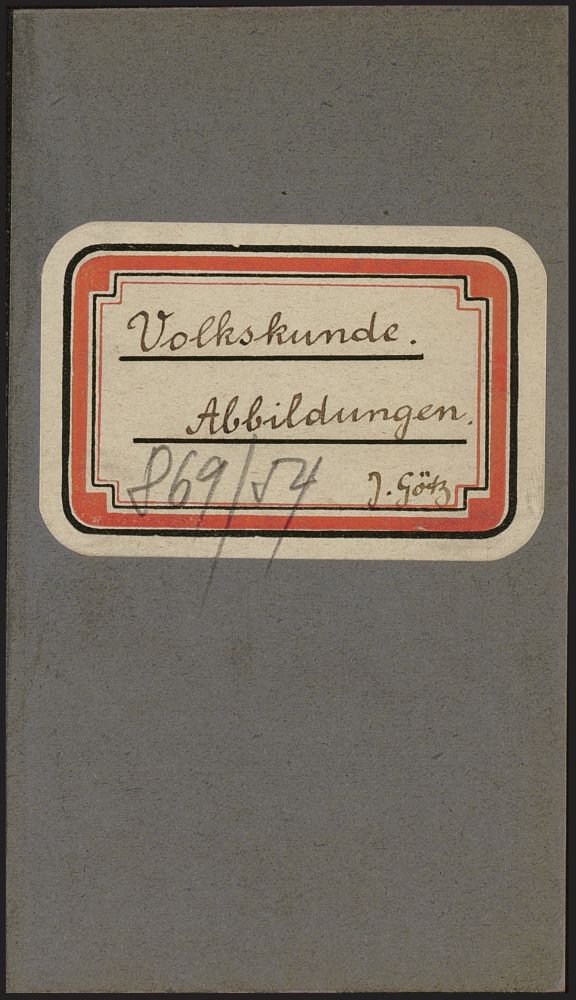 Volkskunde.
Abbildungen.
869/54
J. Götz